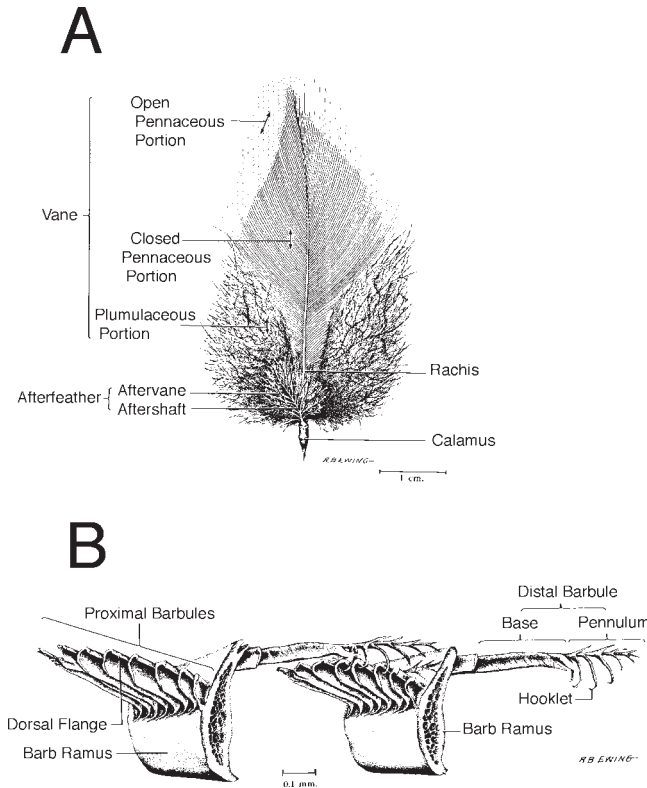 A
Open
Pennaceous
Portion
Vane
Closed
Pennaceous
Portion
Plumulaceous
Portion
Rachis
Afterfeather
Aftervane
Aftershaft
Calamus
R B EWING
1 cm.
B
Distal Barbule
Proximal Barbules
Base
Pennulum
Hooklet
Dorsal Flange
Barb Ramus
Barb Ramus
R B EWING
0.1 mm.